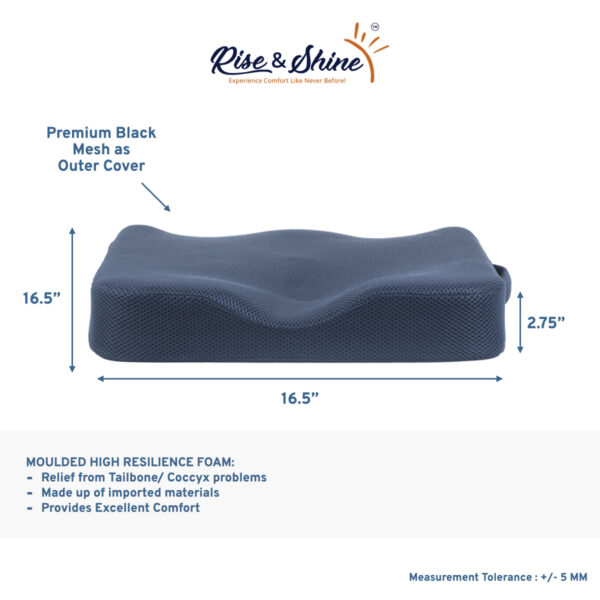 Rise & Shine
TM
Experience Comfort Like Never Before!
Premium Black
Mesh as
Outer Cover
16.5”
2.75”
16.5”
MOULDED HIGH RESILIENCE FOAM:
- Relief from Tailbone/ Coccyx problems
- Made up of imported materials
- Provides Excellent Comfort
Measurement Tolerance : +/- 5 MM